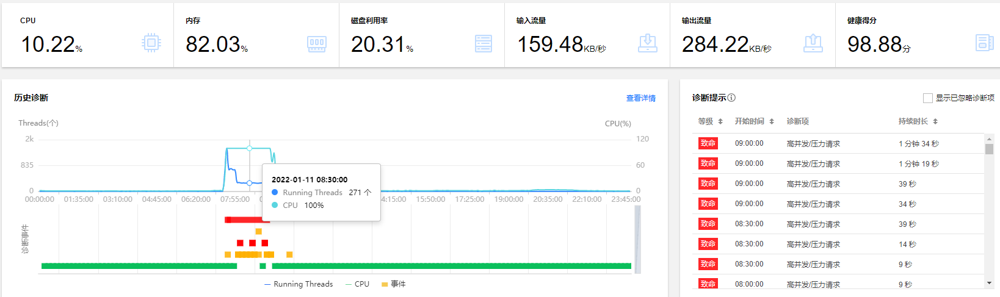 CPU
10.22%
内存
82.03%
磁盘利用率
20.31%
输入流量
159.48KB/秒
输出流量
284.22KB/秒
健康得分
98.88分
历史诊断
查看详情
Threads(个)
CPU(%)
2k
835
0
120
60
0
00:00:00 01:35:00 03:10:00 04:45:00 06:20:00 07:55:00 4:15:00 15:50:00 17:25:00 19:00:00 20:35:00 22:10:00 23:45:00
2022-01-11 08:30:00
Running Threads 271 个
CPU 100%
诊断事件
Running Threads CPU 事件
诊断提示
显示已忽略诊断项
等级 开始时间 诊断项 持续时长
致命 09:00:00 高并发/压力请求 1 分钟 34 秒
致命 09:00:00 高并发/压力请求 1 分钟 19 秒
致命 09:00:00 高并发/压力请求 39 秒
致命 09:00:00 高并发/压力请求 34 秒
致命 08:30:00 高并发/压力请求 39 秒
致命 08:30:00 高并发/压力请求 14 秒
致命 08:30:00 高并发/压力请求 9 秒
致命 08:00:00 高并发/压力请求 9 秒